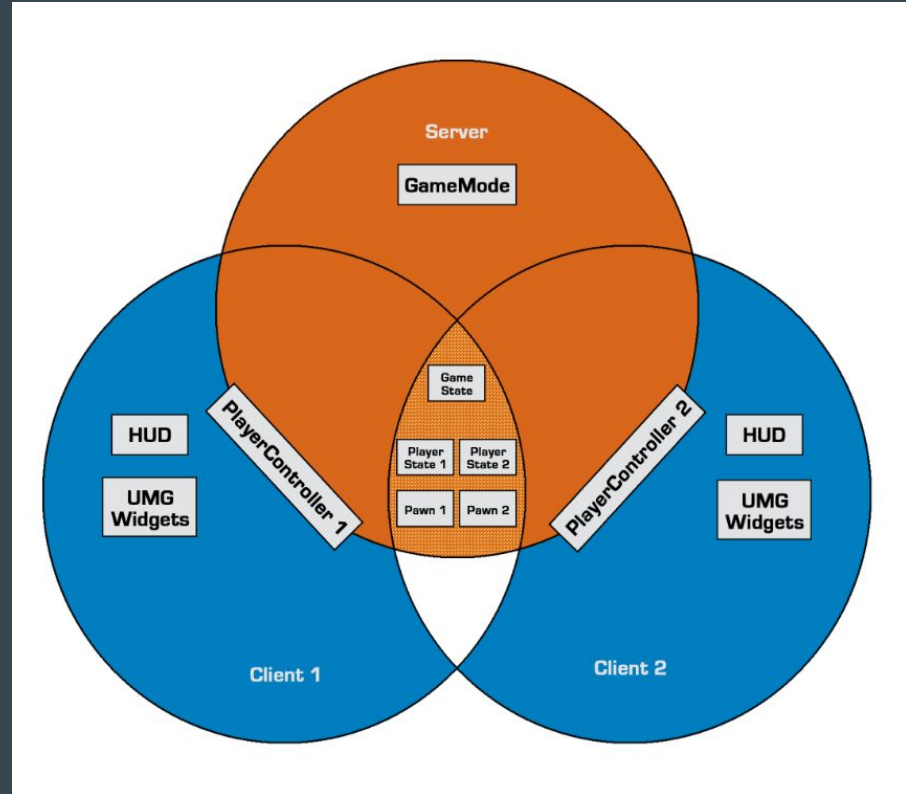 Server
GameMode
Game
State
PlayerController 1
PlayerController 2
HUD
HUD
Player
State 1
Player
State 2
UMG
Widgets
UMG
Widgets
Pawn 1
Pawn 2
Client 1
Client 2